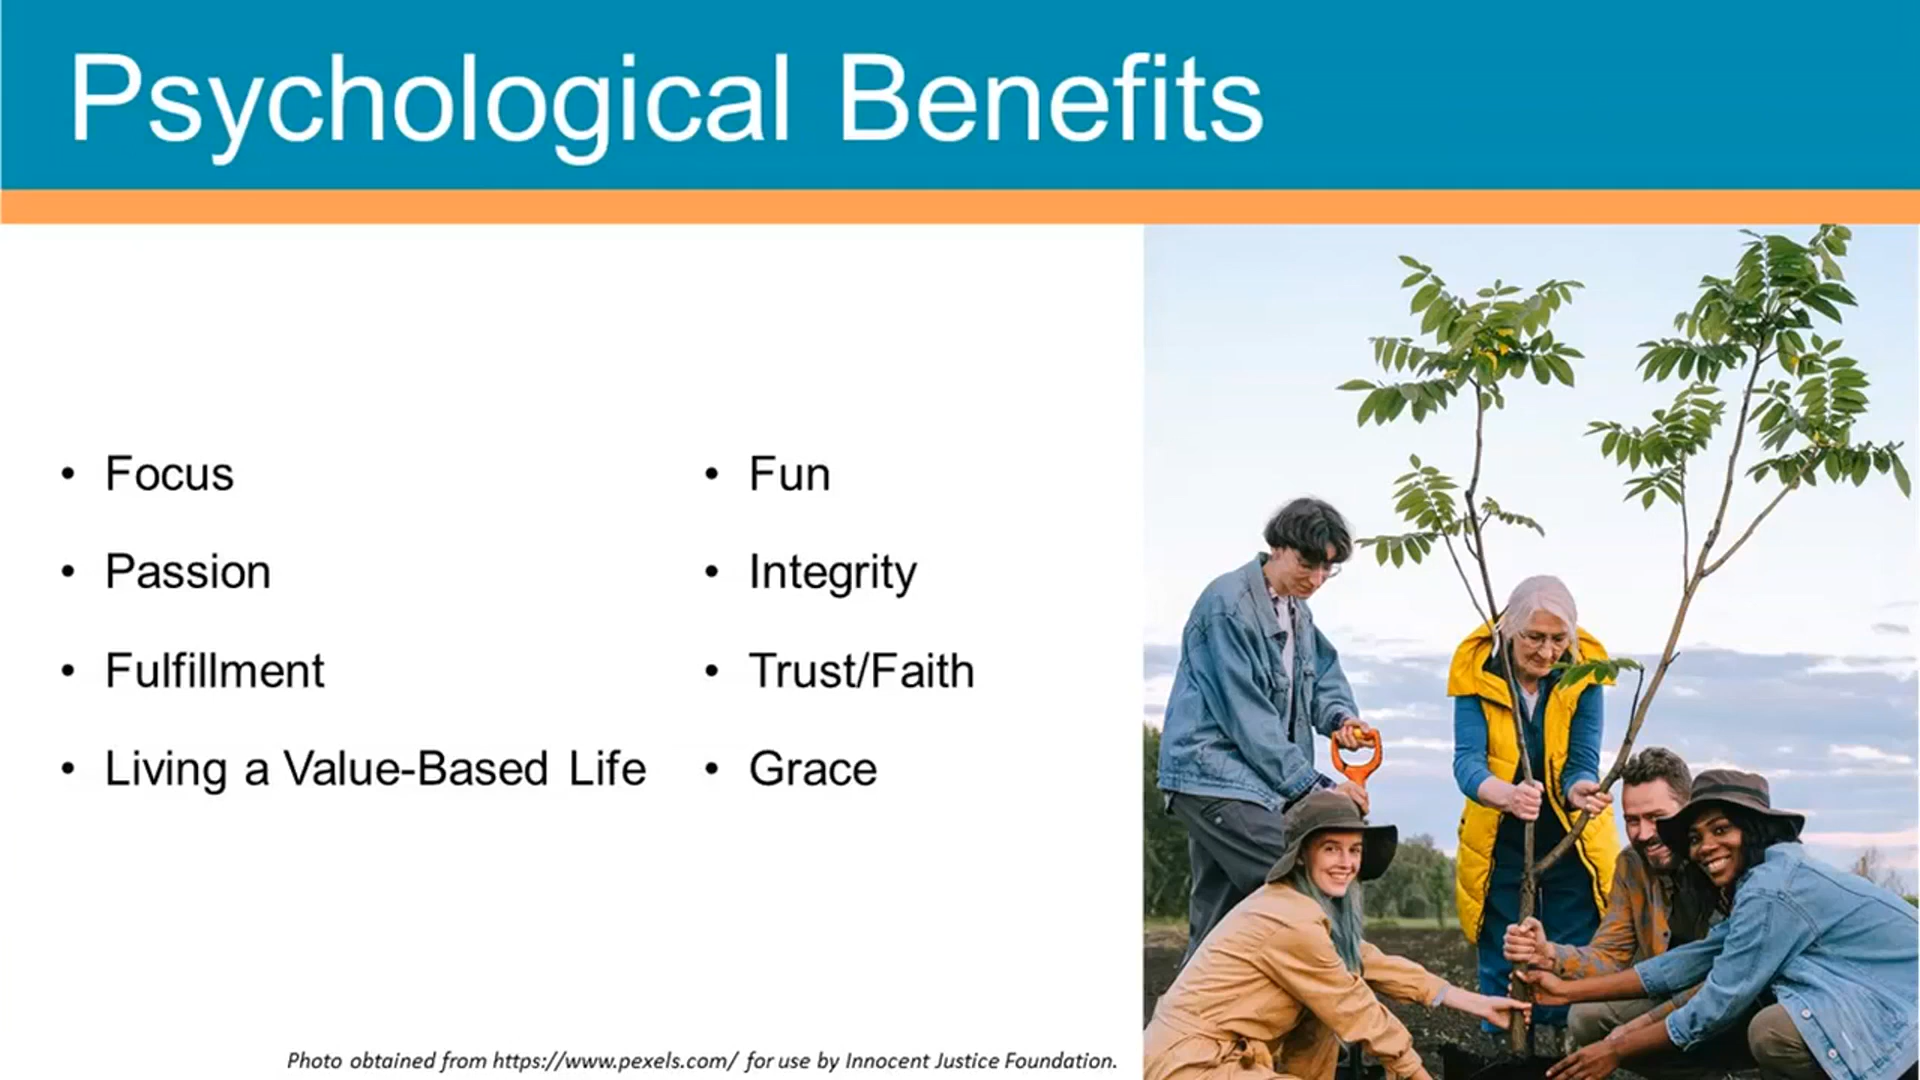 Psychological Benefits
• Focus
• Passion
• Fulfillment
• Living a Value-Based Life
• Fun
• Integrity
• Trust/Faith
• Grace
Photo obtained from https://www.pexels.com/ for use by Innocent Justice Foundation.